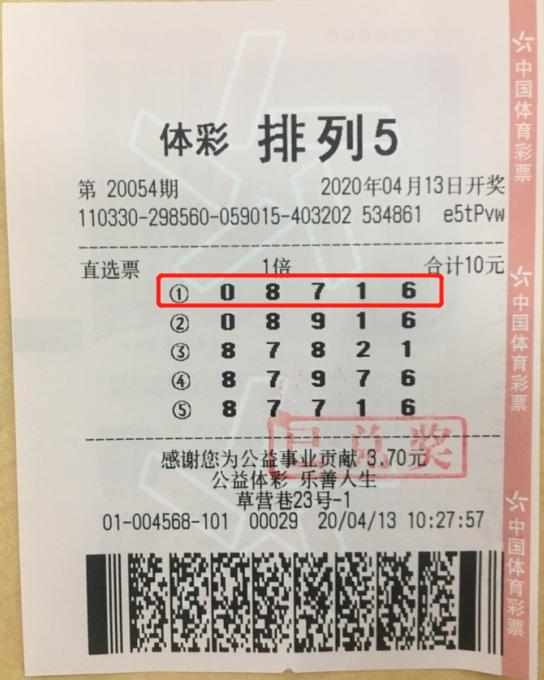 体彩 排列5
第 20054期 2020年04月13日开奖
110330-298560-059015-403202 534861 e5tPvw
直选票 1倍 合计10元
① 0 8 7 1 6
② 0 8 9 1 6
③ 8 7 8 2 1
④ 8 7 9 7 6
⑤ 8 7 7 1 6
已兑奖
感谢您为公益事业贡献 3.70元
公益体彩 乐善人生
草营巷23号-1
01-004568-101 00029 20/04/13 10:27:57
中国体育彩票
中国体育彩票
中国体育彩票